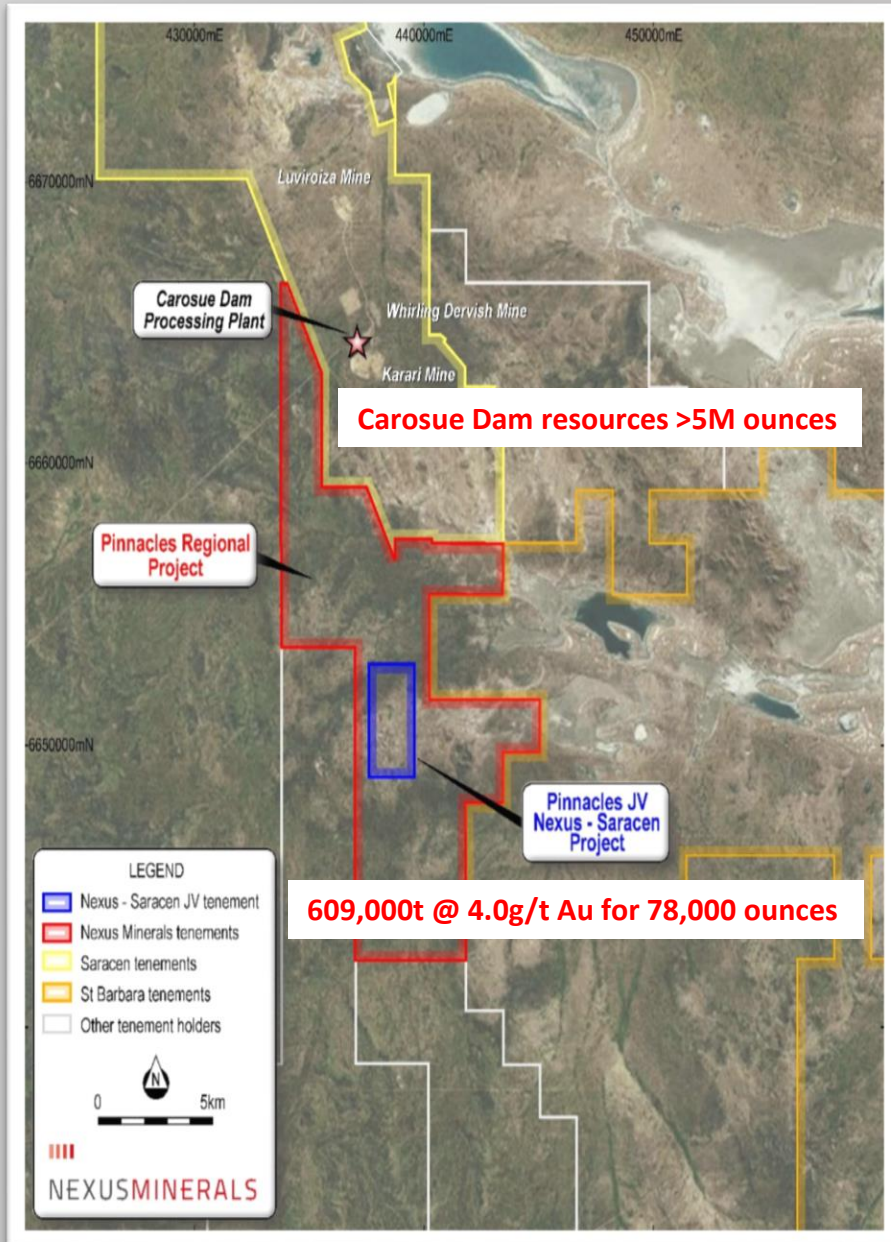 430000mE
440000mE
450000mE
6670000mN
Luviroiza Mine
Carosue Dam
Processing Plant
Whirling Dervish Mine
Karari Mine
Carosue Dam resources >5M ounces
6660000mN
Pinnacles Regional
Project
6650000mN
Pinnacles JV
Nexus - Saracen
Project
609,000t @ 4.0g/t Au for 78,000 ounces
LEGEND
Nexus - Saracen JV tenement
Nexus Minerals tenements
Saracen tenements
St Barbara tenements
Other tenement holders
N
0 5km
NEXUSMINERALS